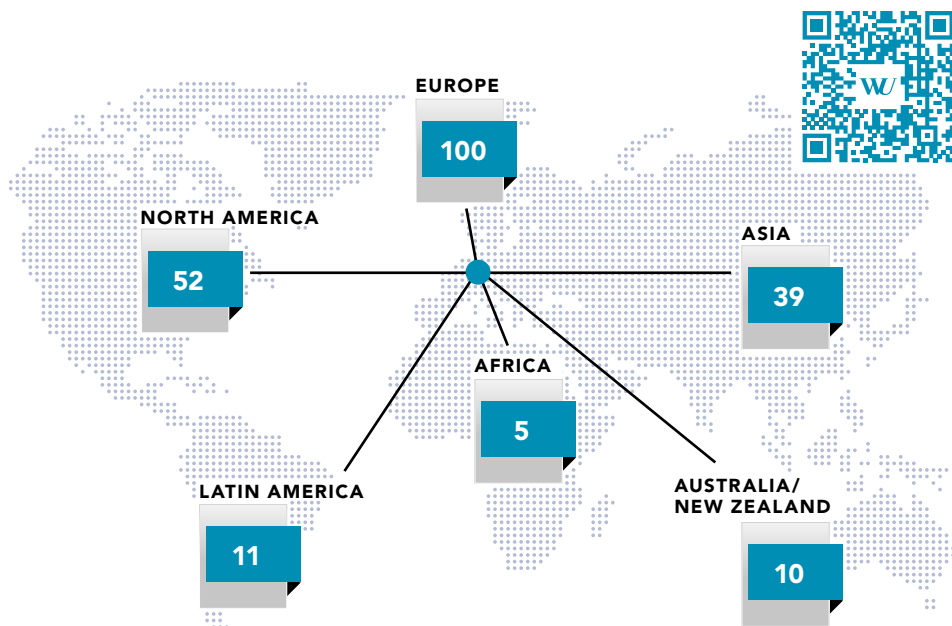 EUROPE
100
WU
NORTH AMERICA
52
ASIA
39
AFRICA
5
LATIN AMERICA
11
AUSTRALIA/
NEW ZEALAND
10